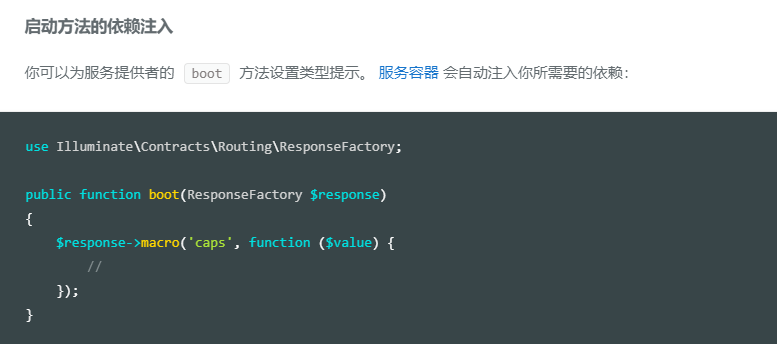 启动方法的依赖注入
你可以为服务提供者的 boot 方法设置类型提示。 服务容器 会自动注入你所需要的依赖：
use Illuminate\Contracts\Routing\ResponseFactory;
public function boot(ResponseFactory $response)
{
    $response->macro('caps', function ($value) {
        //
    });
}